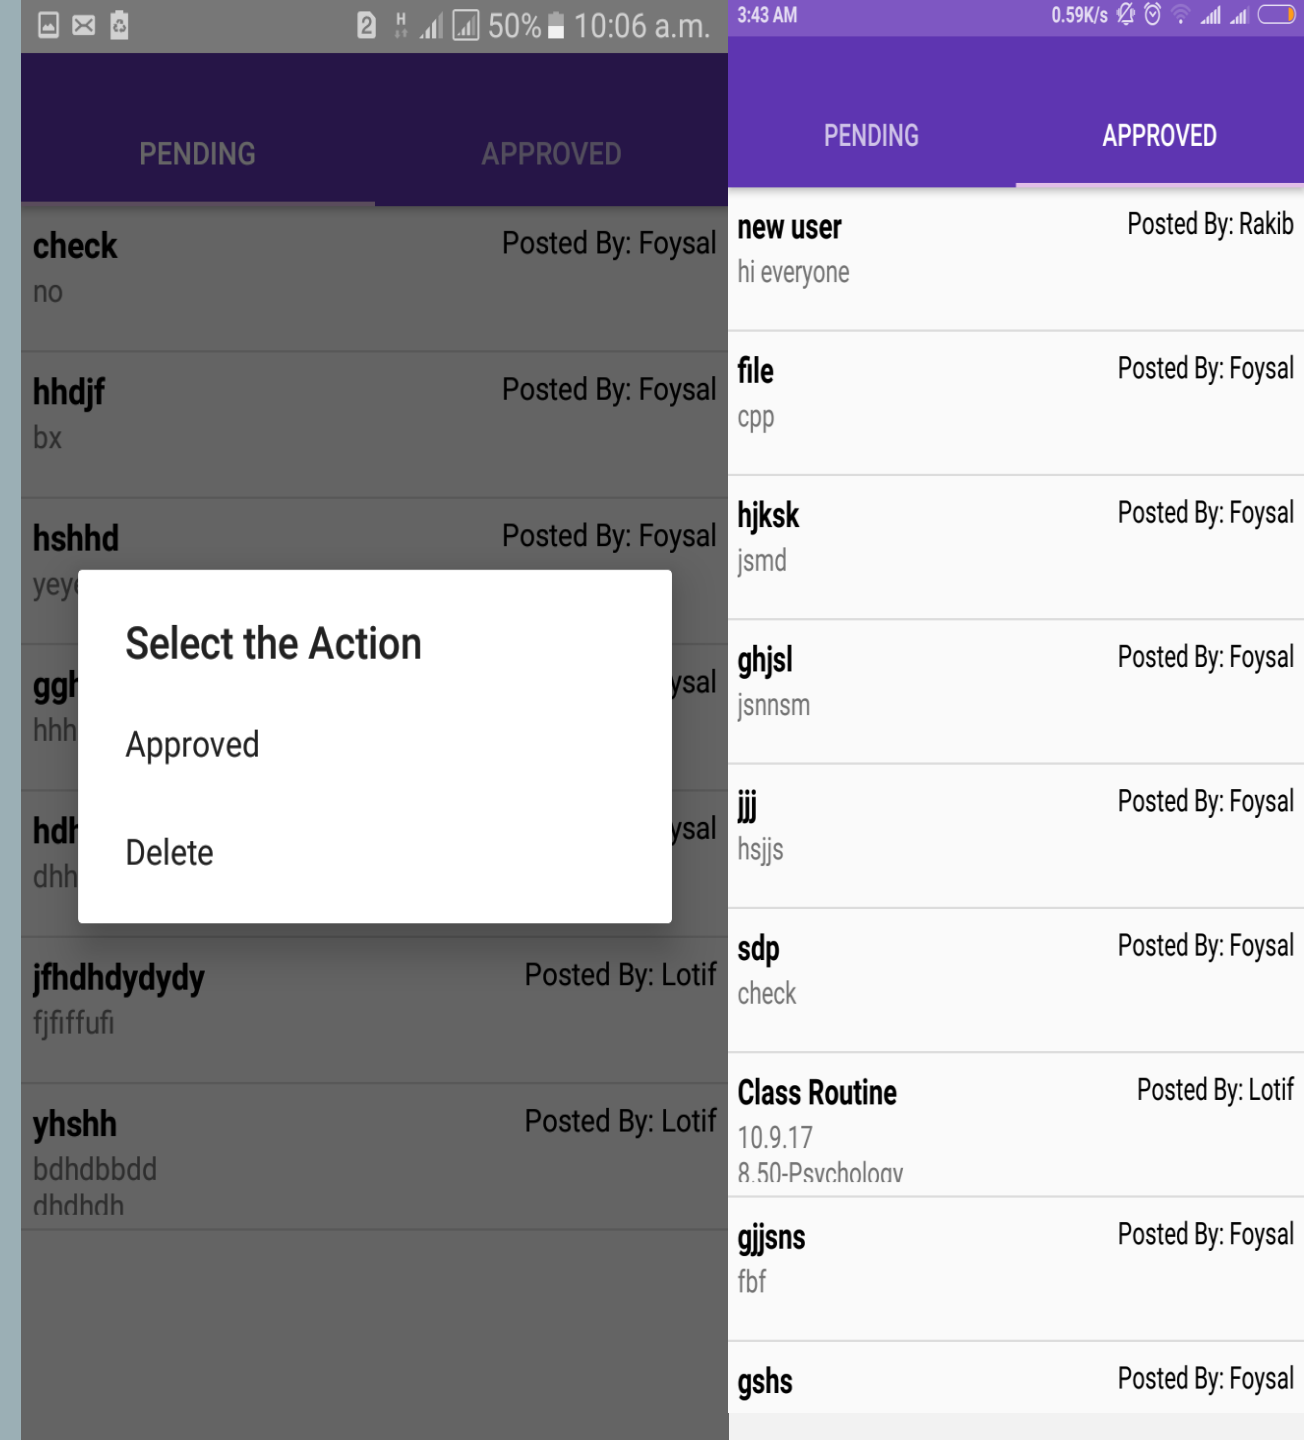 2 H 50% 10:06 a.m.
PENDING APPROVED
check Posted By: Foysal
no
hhdjf Posted By: Foysal
bx
hshhd Posted By: Foysal
Select the Action
Approved
Delete
jfhdhdydydy Posted By: Lotif
fjfiffufi
yhshh Posted By: Lotif
bdhdbbdd
dhdhdh
3:43 AM 0.59K/s
PENDING APPROVED
new user Posted By: Rakib
hi everyone
file Posted By: Foysal
cpp
hjksk Posted By: Foysal
jsmd
ghjsl Posted By: Foysal
jsnnsm
jjj Posted By: Foysal
hsjjs
sdp Posted By: Foysal
check
Class Routine Posted By: Lotif
10.9.17
8.50-Psychology
gjjsns Posted By: Foysal
fbf
gshs Posted By: Foysal